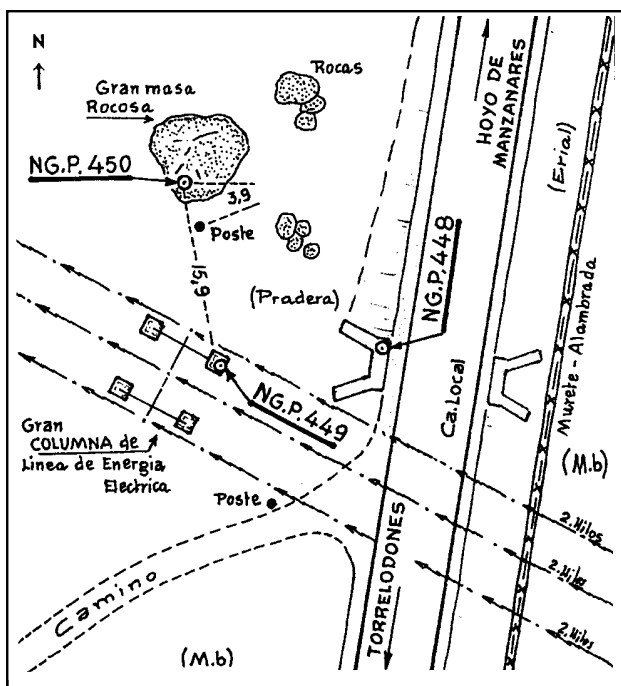 N
Gran masa
Rocosa
Rocas
NG.P. 450
3,9
Poste
15,9
(Pradera)
NG.P. 448
HOYO DE
MANZANARES
(Erial)
Murete-Alambrada
Ca. Local
NG.P. 449
Gran
COLUMNA de
Linea de Energia
Electrica
Poste
(M.b)
2.Hilos
2.Hilos
2.Hilos
TORRELODONES
Camino
(M.b)